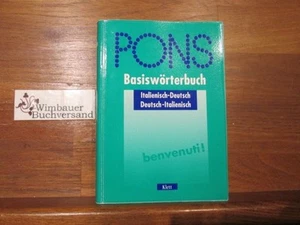 PONS
Basiswörterbuch
Italienisch-Deutsch
Deutsch-Italienisch
benvenuti!
Klett
Wimbauer
Buchversand